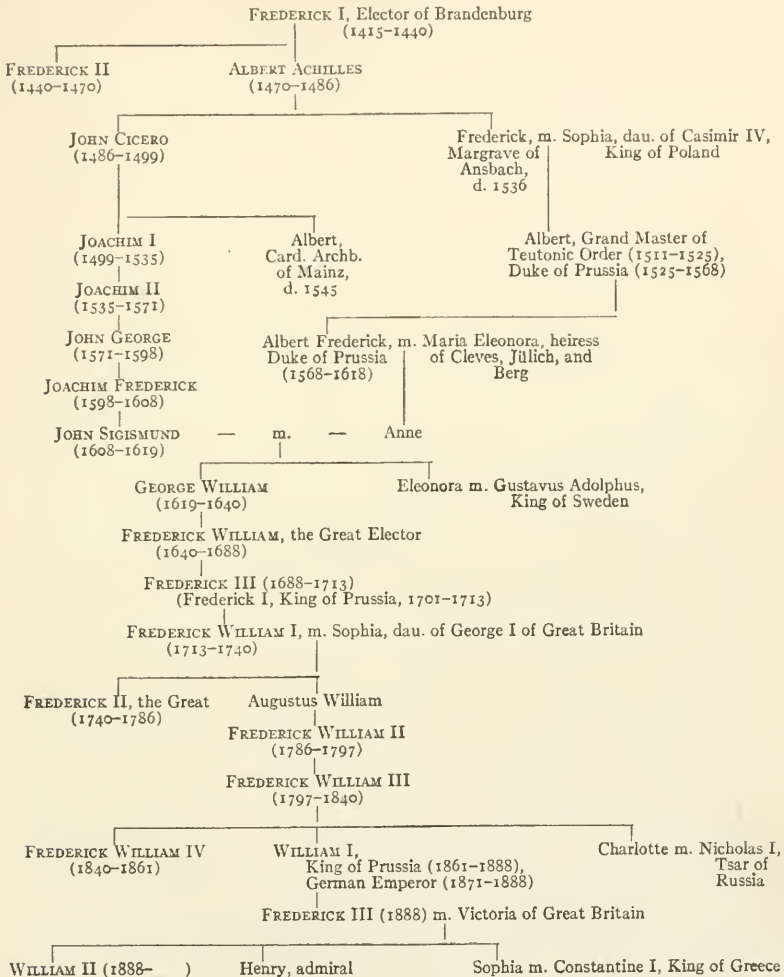 FREDERICK I, Elector of Brandenburg
(1415–1440)
FREDERICK II
(1440–1470)
ALBERT ACHILLES
(1470–1486)
JOHN CICERO
(1486–1499)
Frederick, m. Sophia, dau. of Casimir IV,
Margrave of King of Poland
Ansbach,
d. 1536
JOACHIM I
(1499–1535)
Albert,
Card. Archb.
of Mainz,
d. 1545
Albert, Grand Master of
Teutonic Order (1511–1525),
Duke of Prussia (1525–1568)
JOACHIM II
(1535–1571)
JOHN GEORGE
(1571–1598)
Albert Frederick, m. Maria Eleonora, heiress
Duke of Prussia of Cleves, Jülich, and
(1568–1618) Berg
JOACHIM FREDERICK
(1598–1608)
JOHN SIGISMUND — m. — Anne
(1608–1619)
GEORGE WILLIAM
(1619–1640)
Eleonora m. Gustavus Adolphus,
King of Sweden
FREDERICK WILLIAM, the Great Elector
(1640–1688)
FREDERICK III (1688–1713)
(Frederick I, King of Prussia, 1701–1713)
FREDERICK WILLIAM I, m. Sophia, dau. of George I of Great Britain
(1713–1740)
FREDERICK II, the Great
(1740–1786)
Augustus William
FREDERICK WILLIAM II
(1786–1797)
FREDERICK WILLIAM III
(1797–1840)
FREDERICK WILLIAM IV
(1840–1861)
WILLIAM I,
King of Prussia (1861–1888),
German Emperor (1871–1888)
Charlotte m. Nicholas I,
Tsar of
Russia
FREDERICK III (1888) m. Victoria of Great Britain
WILLIAM II (1888– ) Henry, admiral Sophia m. Constantine I, King of Greece